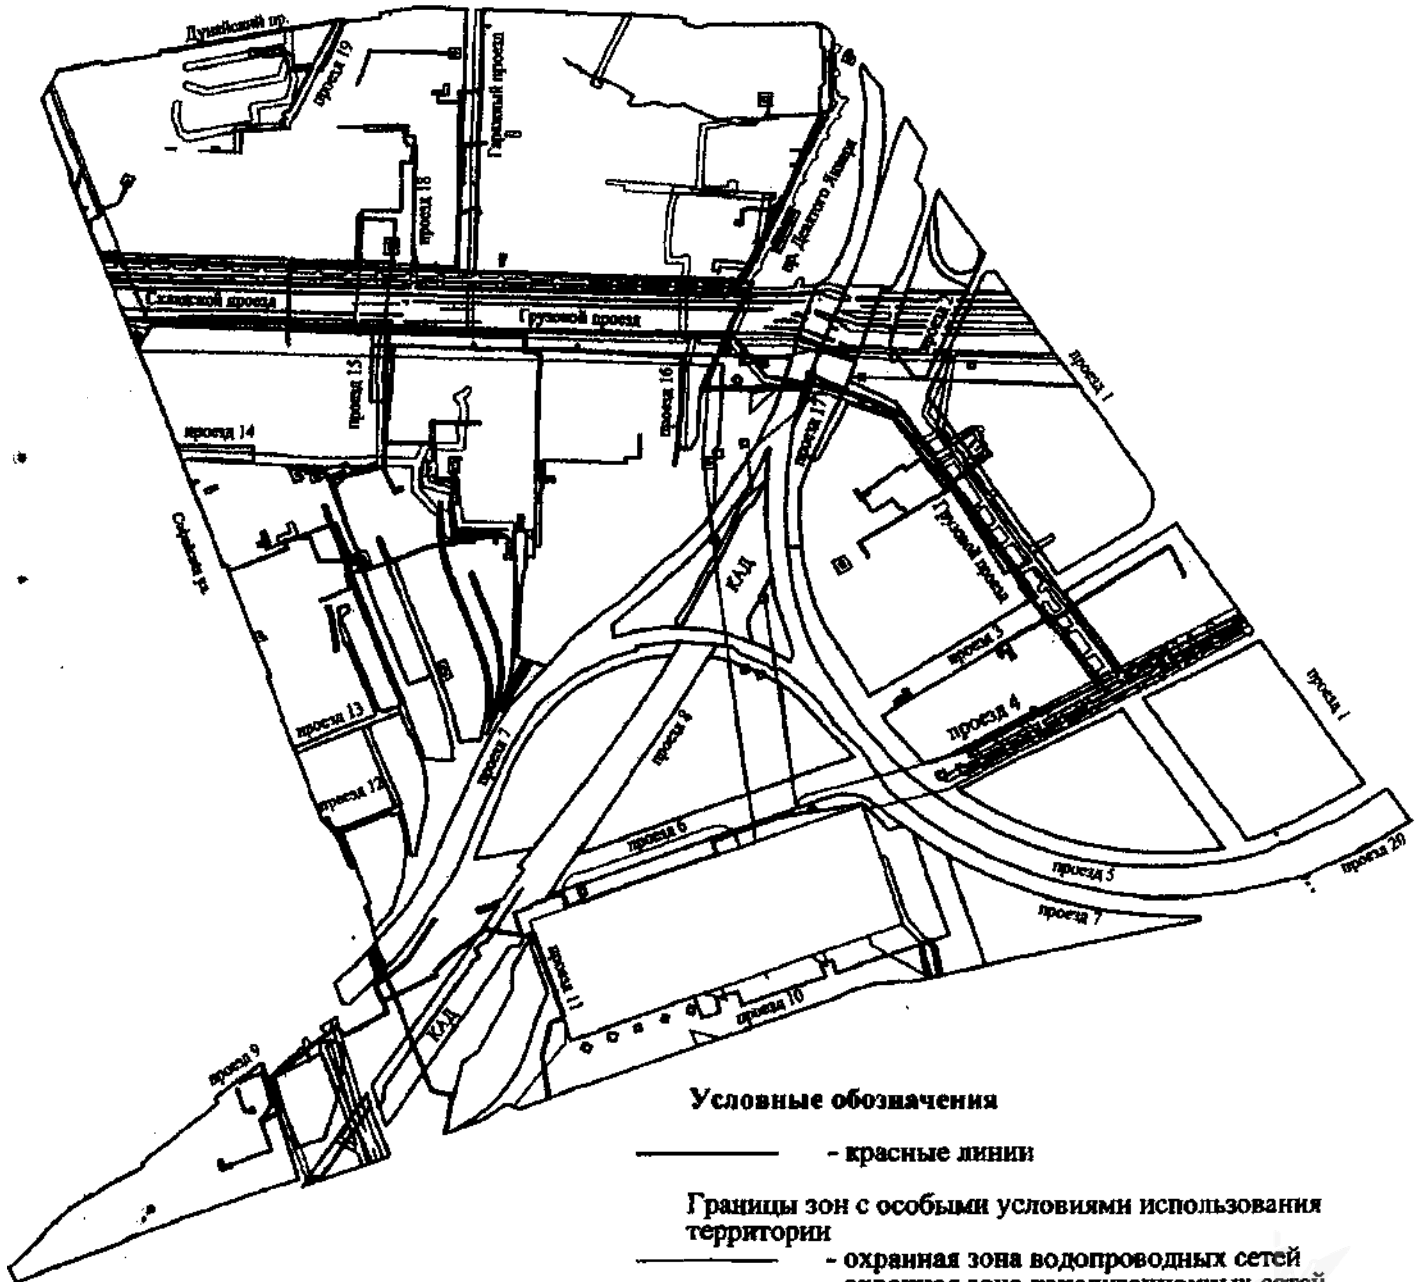 Дунайский пр.
проезд 19
Гаражный проезд
проезд 18
пр. Девятого Января
Складской проезд
Грузовой проезд
проезд 2
проезд 1
проезд 15
проезд 16
проезд 17
проезд 14
Софийская ул.
КАД
Грузовой проезд
проезд 3
проезд 4
проезд 1
проезд 13
проезд 12
проезд 7
проезд 8
проезд 6
проезд 5
проезд 20
проезд 7
проезд 11
проезд 10
КАД
проезд 9
Условные обозначения
- красные линии
Границы зон с особыми условиями использования
территории
- охранная зона водопроводных сетей